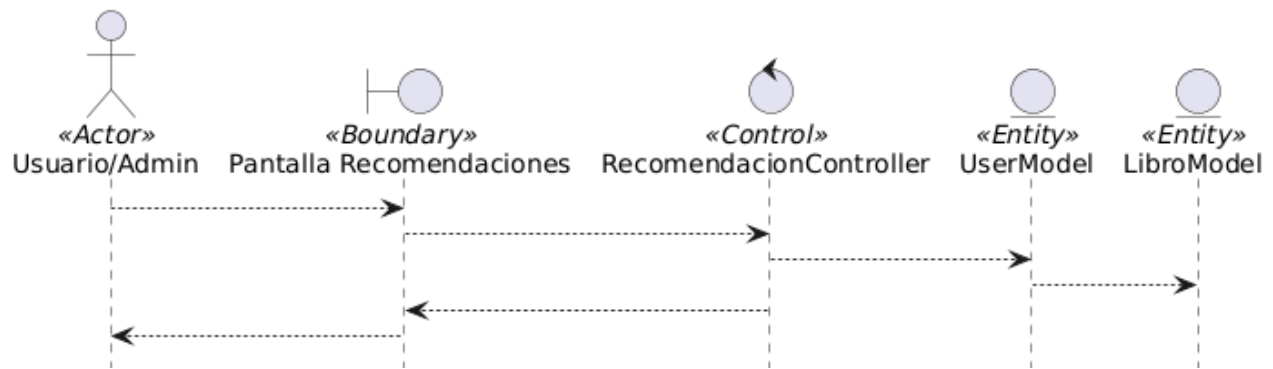 «Actor» «Boundary» «Control» «Entity» «Entity»
Usuario/Admin Pantalla Recomendaciones RecomendacionController UserModel LibroModel